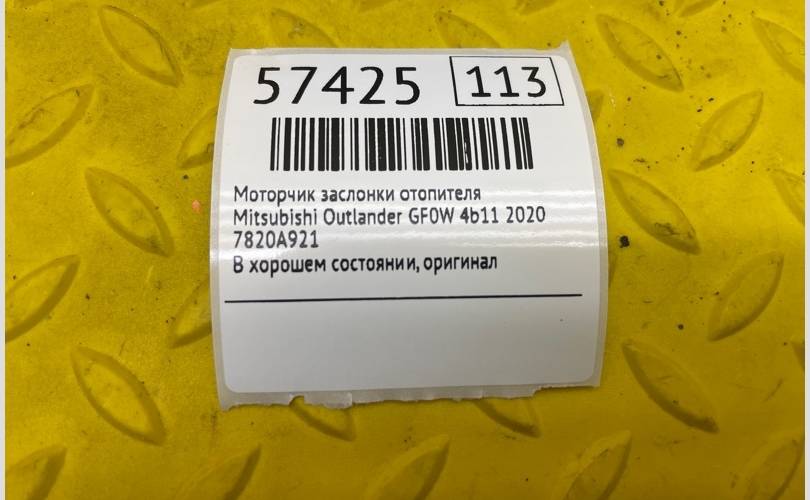 57425 113
Моторчик заслонки отопителя
Mitsubishi Outlander GF0W 4b11 2020
7820A921
В хорошем состоянии, оригинал